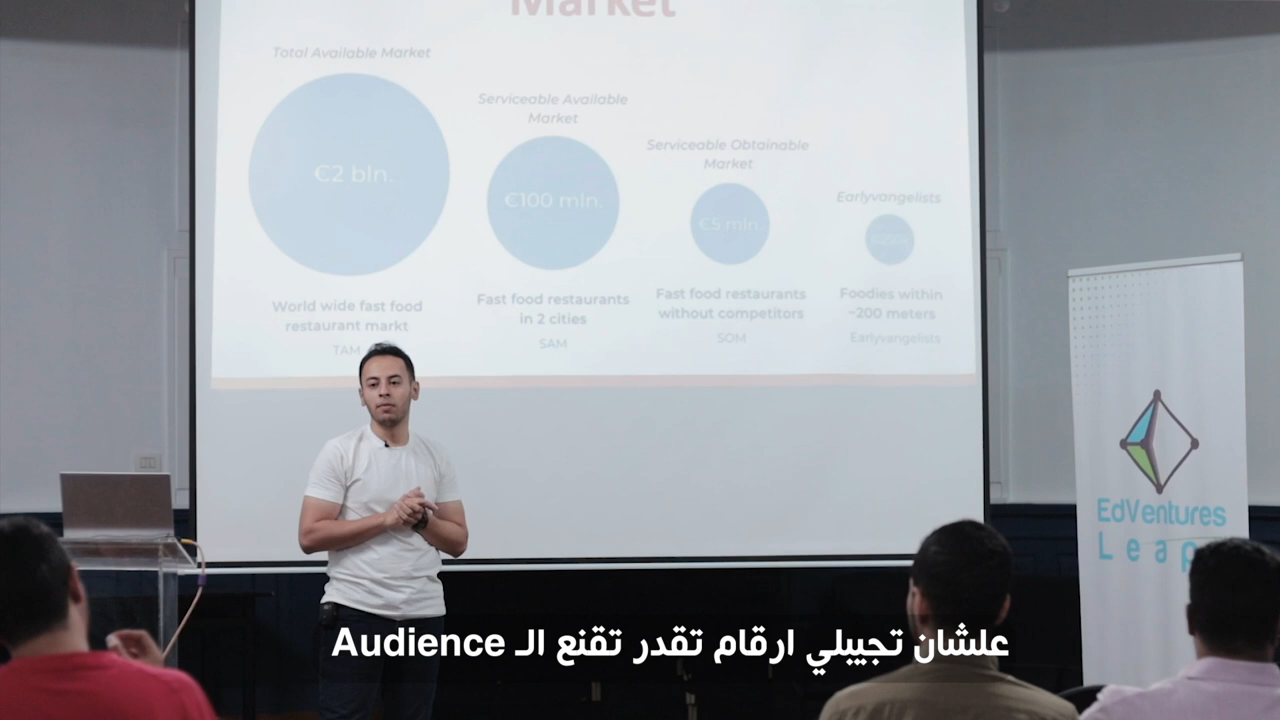 Market
Total Available Market
€2 bln.
World wide fast food
restaurant markt
TAM
Serviceable Available
Market
€100 mln.
Fast food restaurants
in 2 cities
SAM
Serviceable Obtainable
Market
€5 mln.
Fast food restaurants
without competitors
SOM
Earlyvangelists
Foodies within
~200 meters
Earlyvangelists
EdVentures
Leap
علشان تجيبلي ارقام تقدر تقنع الـ Audience